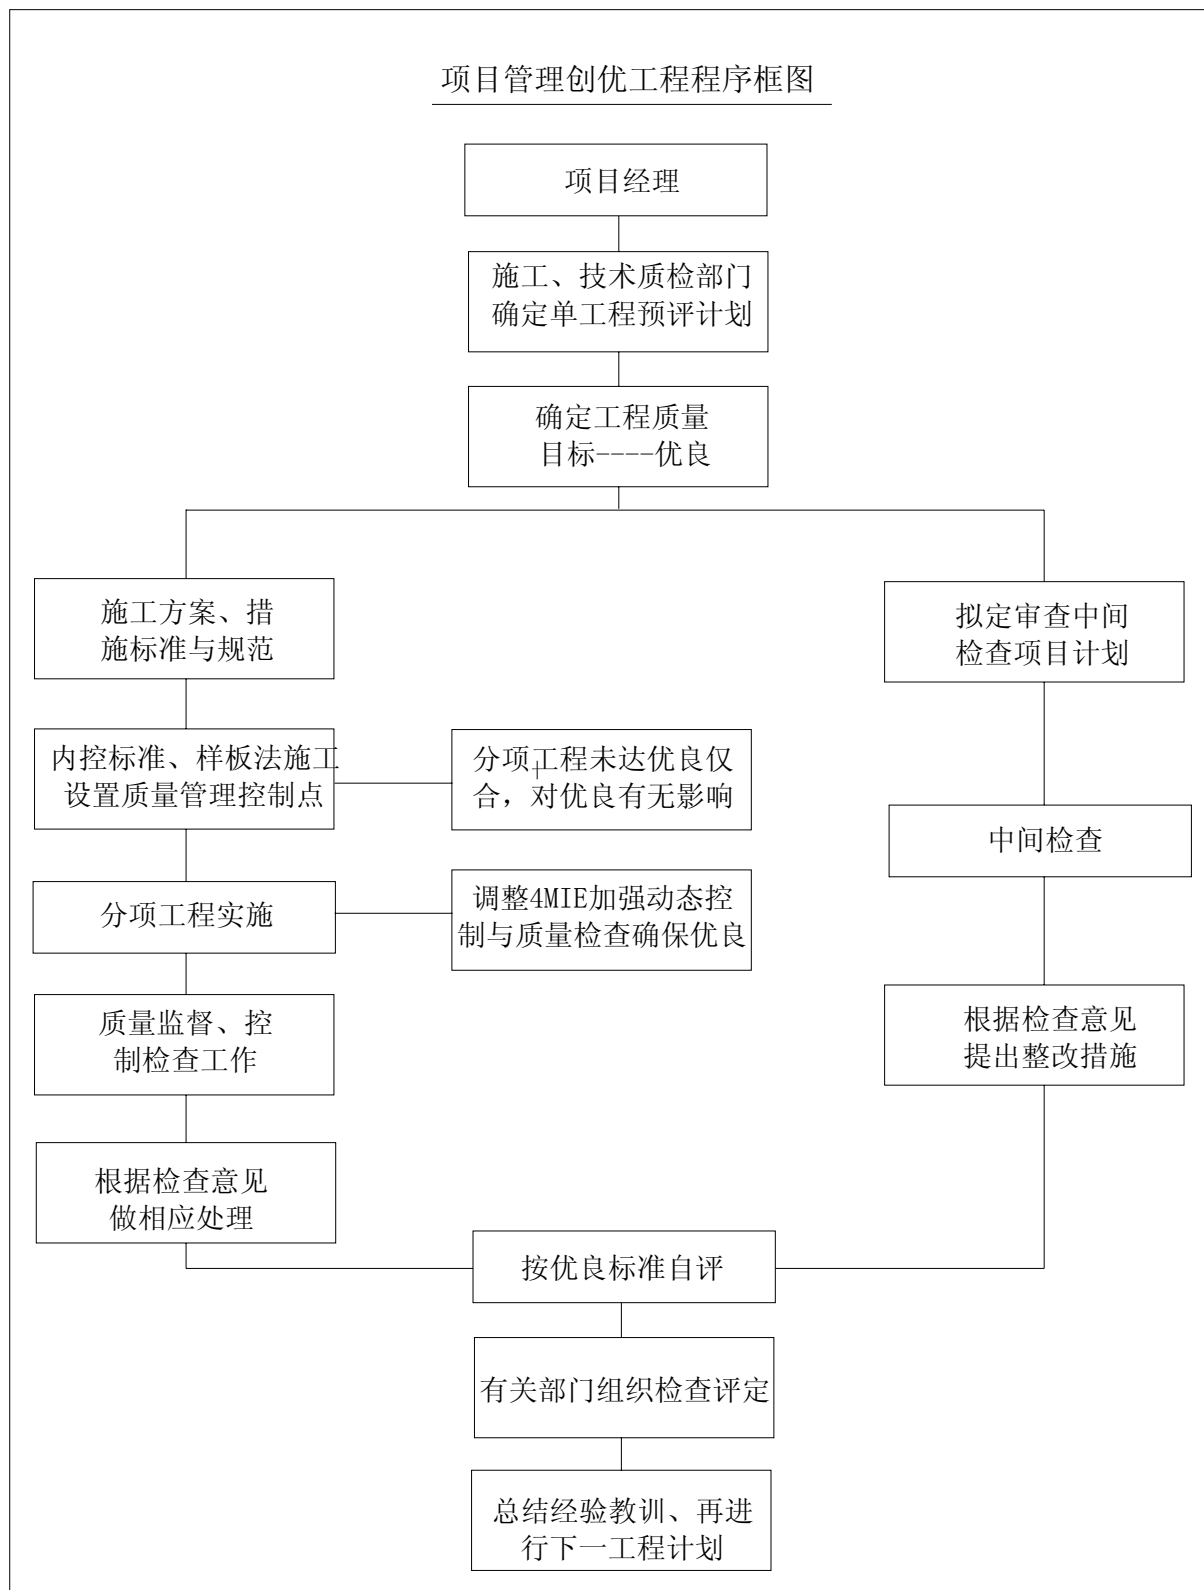 项目管理创优工程程序框图
项目经理
施工、技术质检部门
确定单工程预评计划
确定工程质量
目标----优良
施工方案、措
施标准与规范
拟定审查中间
检查项目计划
内控标准、样板法施工
设置质量管理控制点
分项工程未达优良仅
合，对优良有无影响
中间检查
分项工程实施
调整4MIE加强动态控
制与质量检查确保优良
质量监督、控
制检查工作
根据检查意见
提出整改措施
根据检查意见
做相应处理
按优良标准自评
有关部门组织检查评定
总结经验教训、再进
行下一工程计划